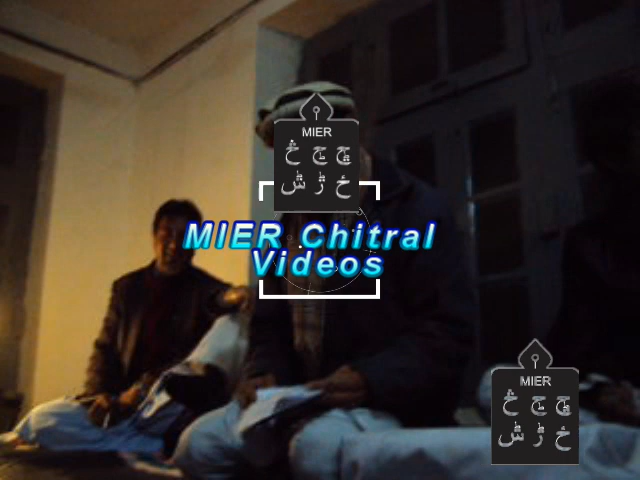 MIER
ݯ ݮ څ
ځ ݱ ݰ
MIER Chitral
Videos
MIER
ݯ ݮ څ
ځ ݱ ݰ